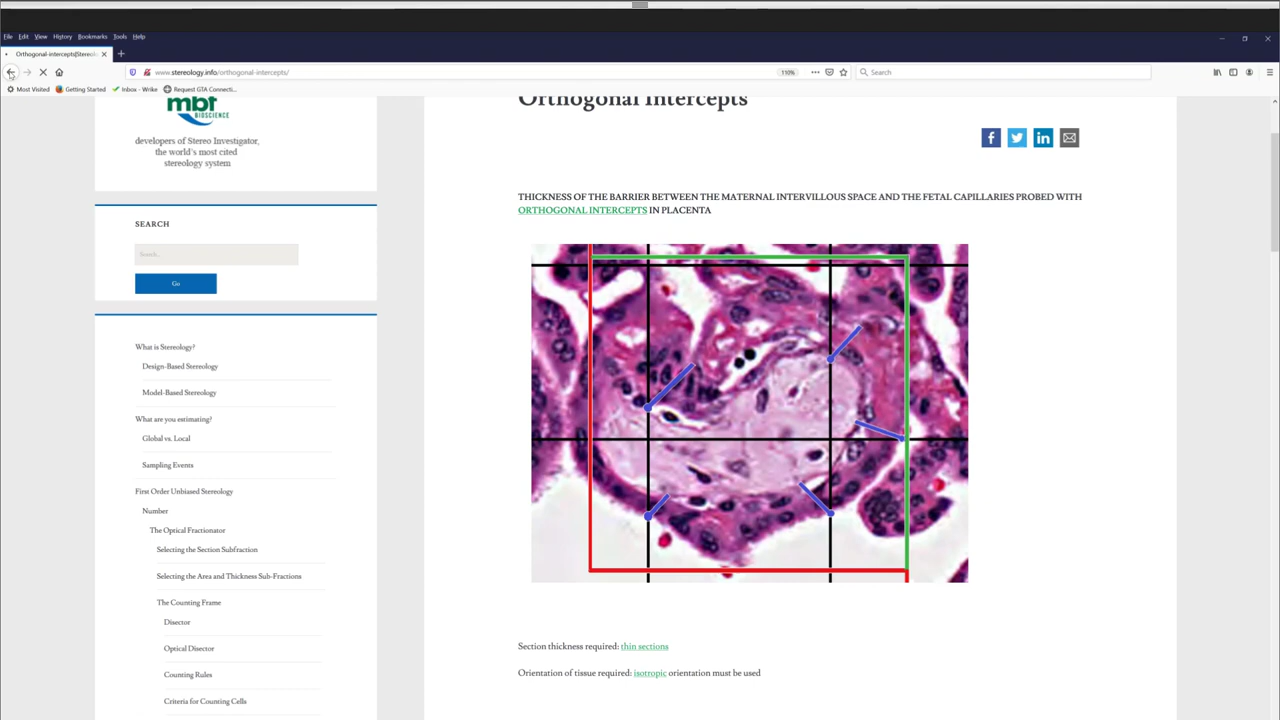 File Edit View History Bookmarks Tools Help
Orthogonal-intercepts|Stereolo
www.stereology.info/orthogonal-intercepts/
110%
Search
Most Visited Getting Started Inbox - Wrike Request GTA Connecti...
Orthogonal Intercepts
mbf
BIOSCIENCE
developers of Stereo Investigator,
the world's most cited
stereology system
THICKNESS OF THE BARRIER BETWEEN THE MATERNAL INTERVILLOUS SPACE AND THE FETAL CAPILLARIES PROBED WITH
ORTHOGONAL INTERCEPTS IN PLACENTA
SEARCH
Search...
Go
What is Stereology?
Design-Based Stereology
Model-Based Stereology
What are you estimating?
Global vs. Local
Sampling Events
First Order Unbiased Stereology
Number
The Optical Fractionator
Selecting the Section Subfraction
Selecting the Area and Thickness Sub-Fractions
The Counting Frame
Disector
Optical Disector
Counting Rules
Criteria for Counting Cells
Section thickness required: thin sections
Orientation of tissue required: isotropic orientation must be used